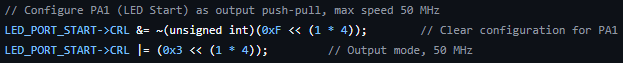 // Configure PA1 (LED Start) as output push-pull, max speed 50 MHz
LED_PORT_START->CRL &= ~(unsigned int)(0xF << (1 * 4)); // Clear configuration for PA1
LED_PORT_START->CRL |= (0x3 << (1 * 4)); // Output mode, 50 MHz